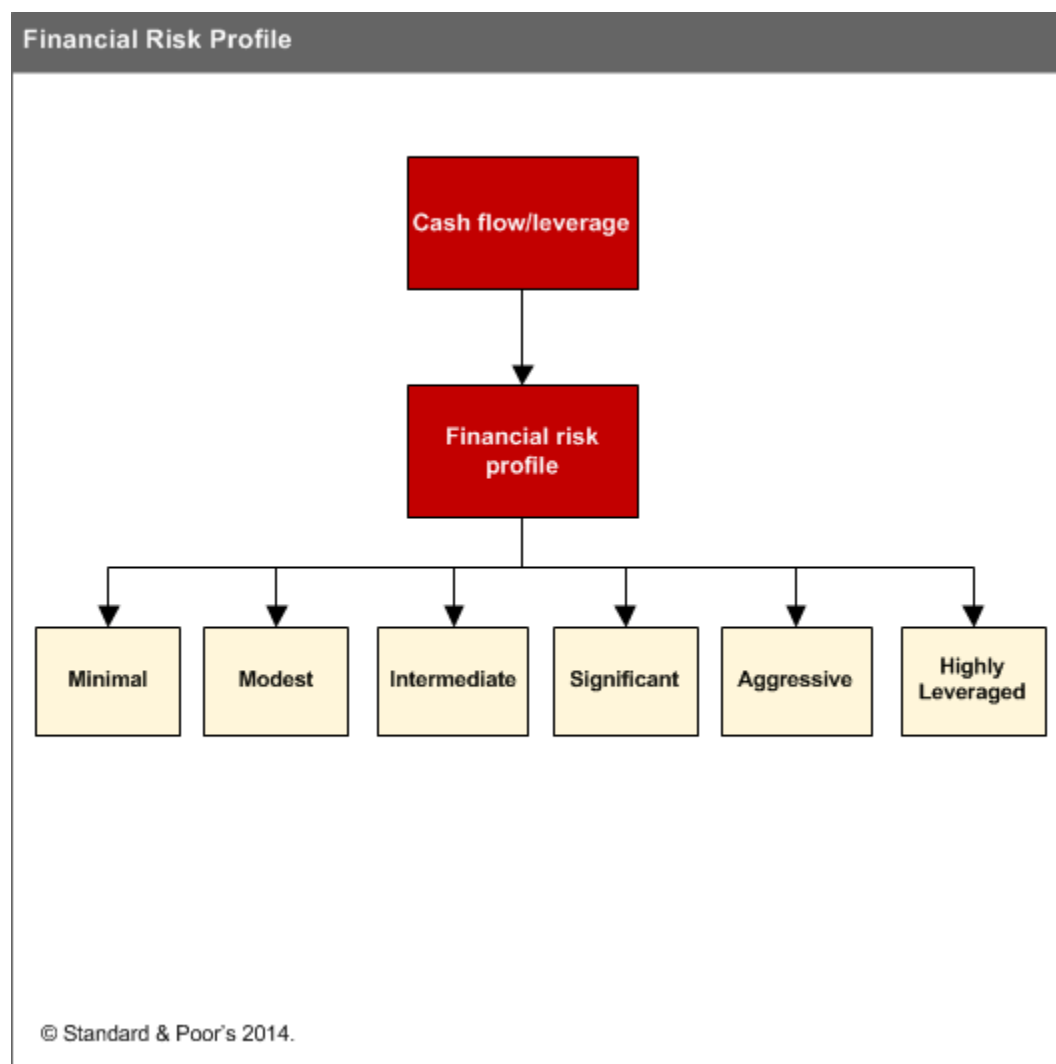 Financial Risk Profile
Cash flow/leverage
Financial risk
profile
Minimal
Modest
Intermediate
Significant
Aggressive
Highly
Leveraged
© Standard & Poor's 2014.